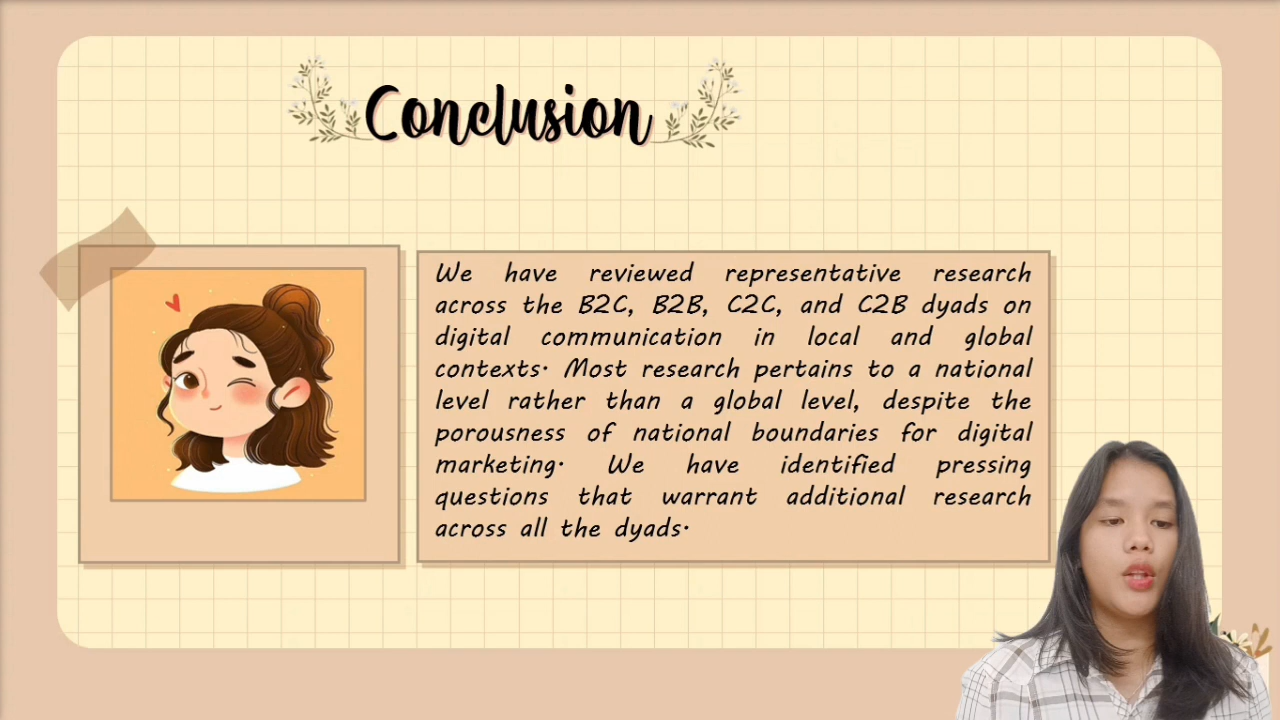 Conclusion
We have reviewed representative research
across the B2C, B2B, C2C, and C2B dyads on
digital communication in local and global
contexts. Most research pertains to a national
level rather than a global level, despite the
porousness of national boundaries for digital
marketing. We have identified pressing
questions that warrant additional research
across all the dyads.